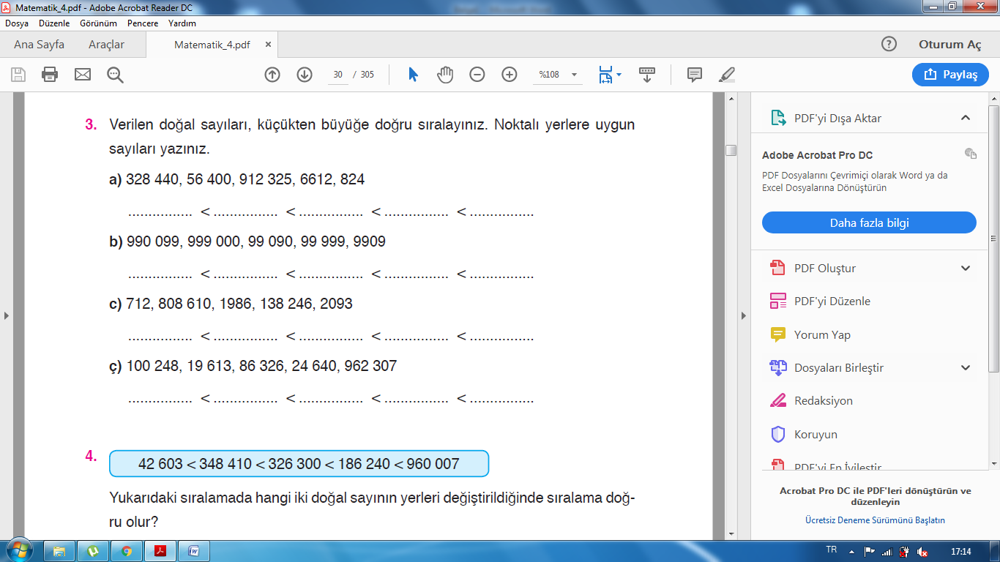 Matematik_4.pdf - Adobe Acrobat Reader DC
Dosya Düzenle Görünüm Pencere Yardım
Ana Sayfa Araçlar Matematik_4.pdf × ? Oturum Aç
30 / 305 %108 Paylaş
3. Verilen doğal sayıları, küçükten büyüğe doğru sıralayınız. Noktalı yerlere uygun
sayıları yazınız.
a) 328 440, 56 400, 912 325, 6612, 824
................ < ................ < ................ < ................ < ................
b) 990 099, 999 000, 99 090, 99 999, 9909
................ < ................ < ................ < ................ < ................
c) 712, 808 610, 1986, 138 246, 2093
................ < ................ < ................ < ................ < ................
ç) 100 248, 19 613, 86 326, 24 640, 962 307
................ < ................ < ................ < ................ < ................
4. 42 603 < 348 410 < 326 300 < 186 240 < 960 007
Yukarıdaki sıralamada hangi iki doğal sayının yerleri değiştirildiğinde sıralama doğ-
ru olur?
PDF'yi Dışa Aktar
Adobe Acrobat Pro DC
PDF Dosyalarını Çevrimiçi olarak Word ya da
Excel Dosyalarına Dönüştürün
Daha fazla bilgi
PDF Oluştur
PDF'yi Düzenle
Yorum Yap
Dosyaları Birleştir
Redaksiyon
Koruyun
PDF'yi En İyileştir
Acrobat Pro DC ile PDF'leri dönüştürün ve
düzenleyin
Ücretsiz Deneme Sürümünü Başlatın
TR 17:14